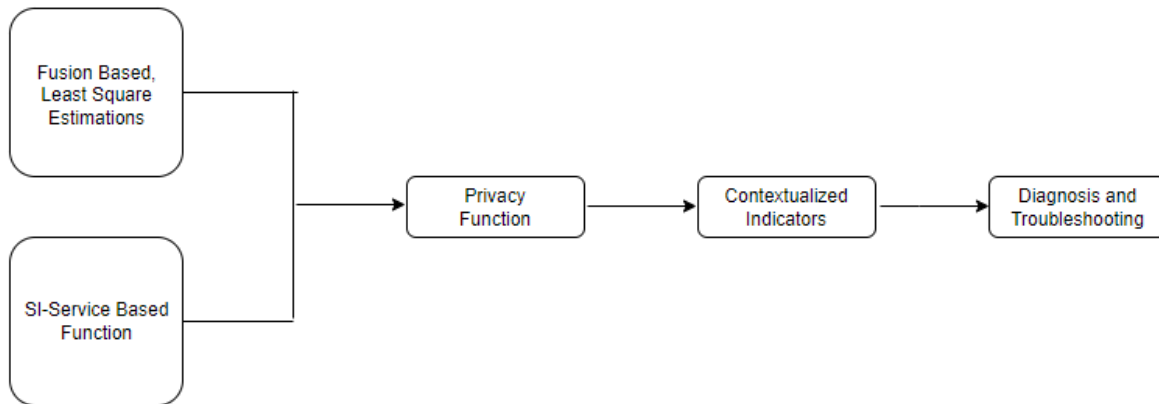 Fusion Based,
Least Square
Estimations
SI-Service Based
Function
Privacy
Function
Contextualized
Indicators
Diagnosis and
Troubleshooting